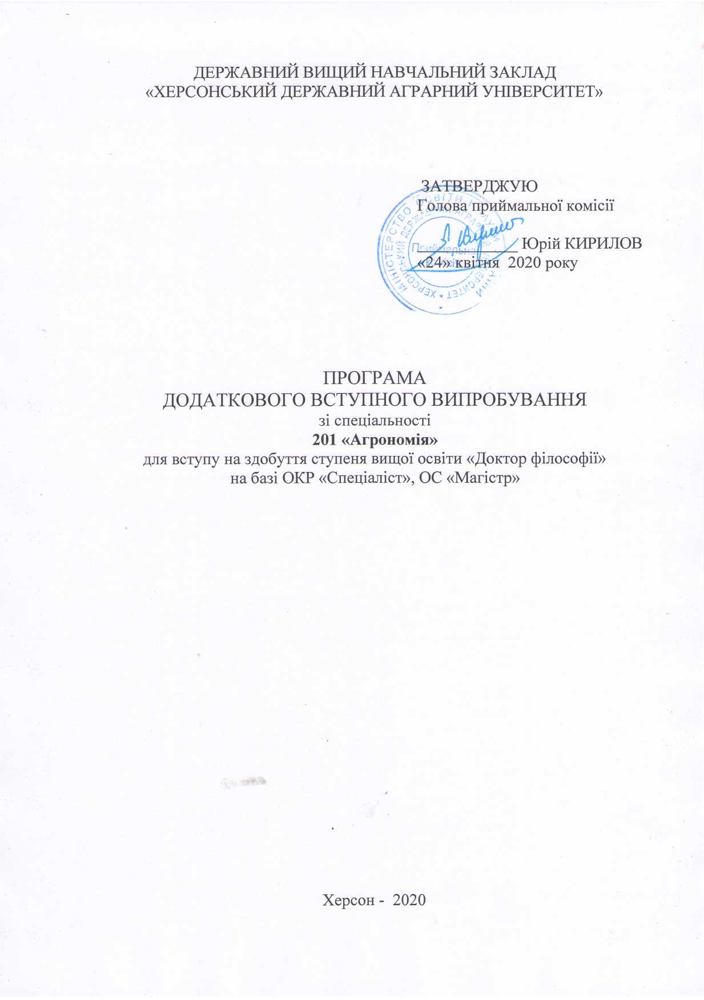 ДЕРЖАВНИЙ ВИЩИЙ НАВЧАЛЬНИЙ ЗАКЛАД
«ХЕРСОНСЬКИЙ ДЕРЖАВНИЙ АГРАРНИЙ УНІВЕРСИТЕТ»
ЗАТВЕРДЖУЮ
Голова приймальної комісії
Юрій КИРИЛОВ
«24» квітня 2020 року
МІНІСТЕРСТВО ОСВІТИ
ХЕРСОНСЬКИЙ ДЕРЖАВНИЙ АГРАРНИЙ УНІВЕРСИТЕТ
Приймальна
ПРОГРАМА
ДОДАТКОВОГО ВСТУПНОГО ВИПРОБУВАННЯ
зі спеціальності
201 «Агрономія»
для вступу на здобуття ступеня вищої освіти «Доктор філософії»
на базі ОКР «Спеціаліст», ОС «Магістр»
Херсон - 2020